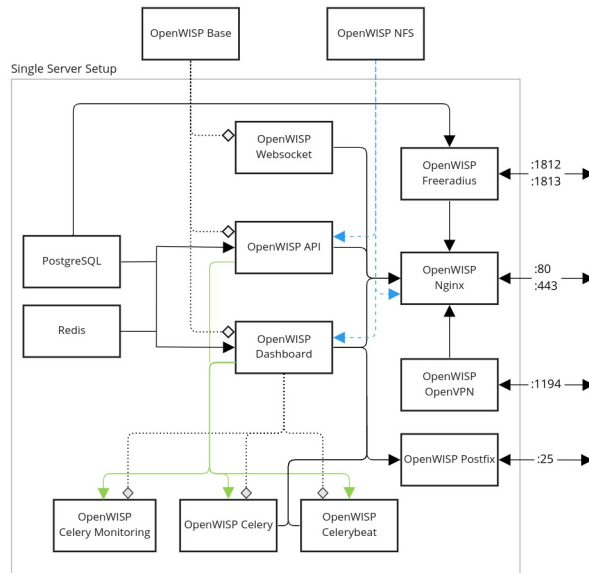 OpenWISP Base
OpenWISP NFS
Single Server Setup
OpenWISP
Websocket
OpenWISP
Freeradius
:1812
:1813
PostgreSQL
OpenWISP API
OpenWISP
Nginx
:80
:443
Redis
OpenWISP
Dashboard
OpenWISP
OpenVPN
:1194
OpenWISP Postfix
:25
OpenWISP
Celery Monitoring
OpenWISP Celery
OpenWISP
Celerybeat